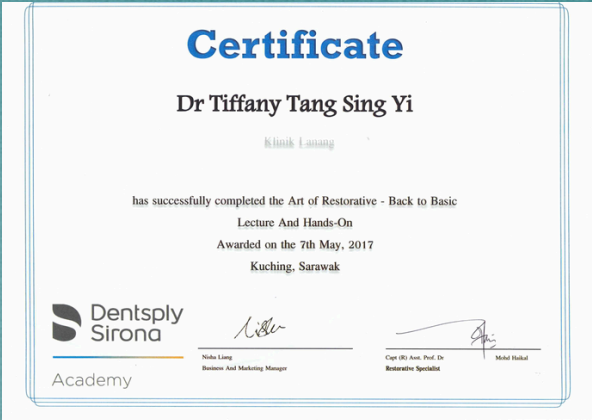 Certificate
Dr Tiffany Tang Sing Yi
Klinik Lanang
has successfully completed the Art of Restorative - Back to Basic
Lecture And Hands-On
Awarded on the 7th May, 2017
Kuching, Sarawak
Dentsply
Sirona
Academy
Nisha Liang
Business And Marketing Manager
Capt (R) Asst. Prof. Dr Mohd Haikal
Restorative Specialist